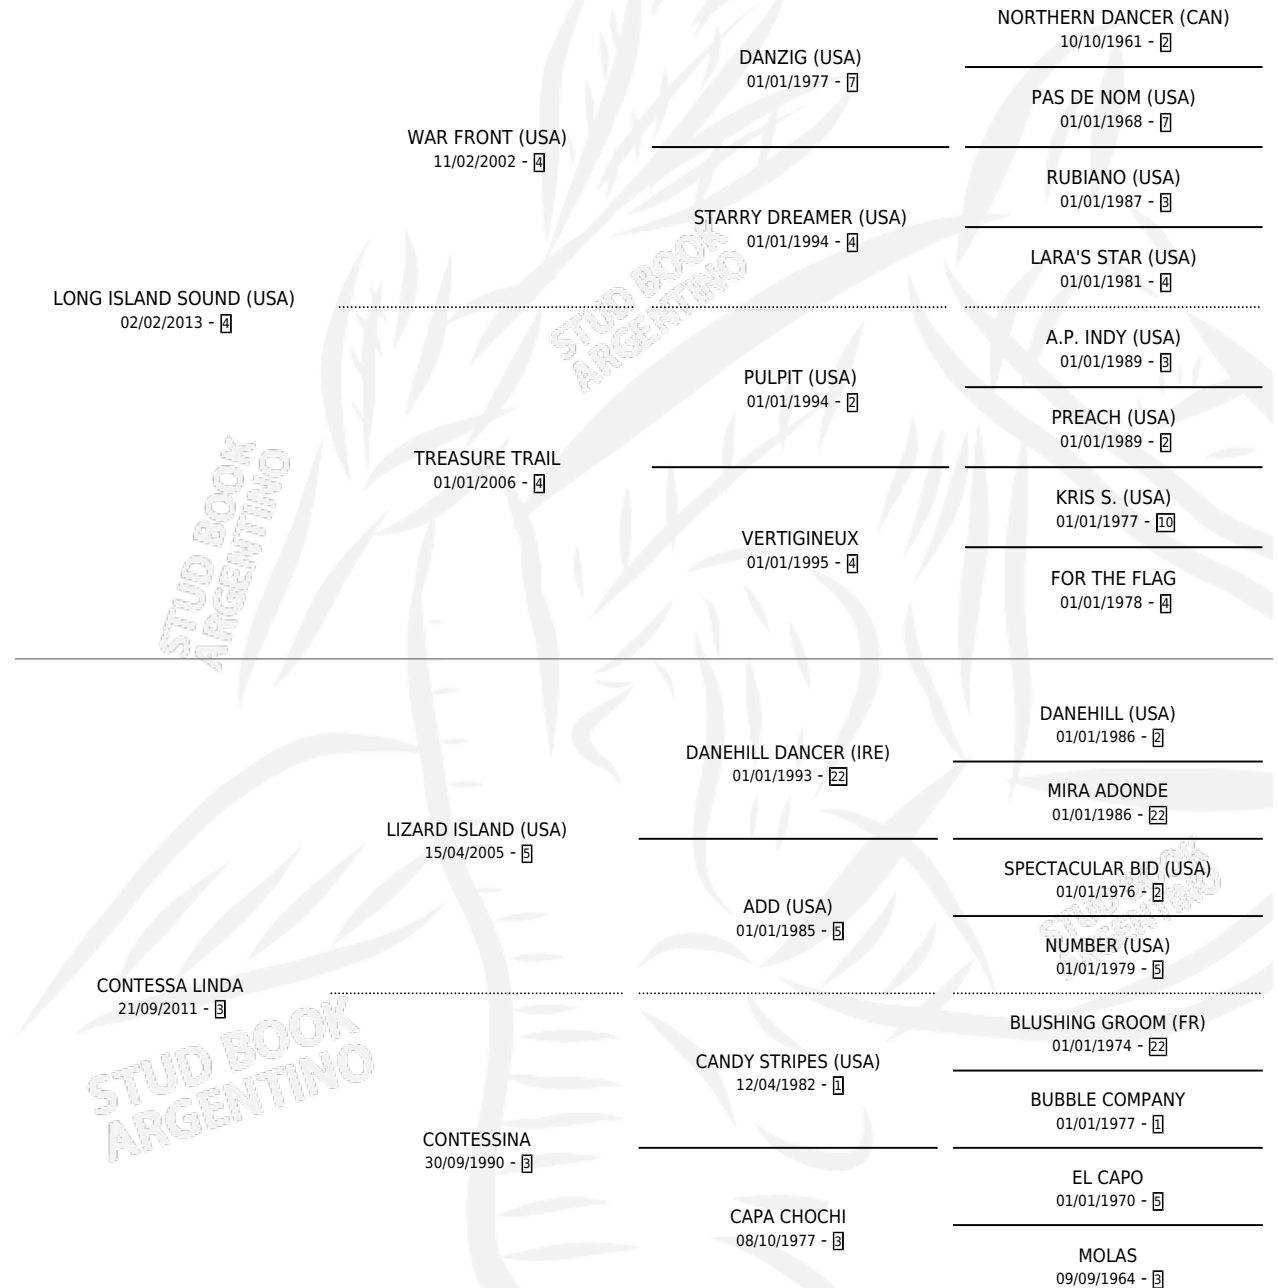 NORTHERN DANCER (CAN)
10/10/1961 - 2
DANZIG (USA)
01/01/1977 - 7
PAS DE NOM (USA)
01/01/1968 - 7
WAR FRONT (USA)
11/02/2002 - 4
RUBIANO (USA)
01/01/1987 - 3
STARRY DREAMER (USA)
01/01/1994 - 4
LARA'S STAR (USA)
01/01/1981 - 4
LONG ISLAND SOUND (USA)
02/02/2013 - 4
A.P. INDY (USA)
01/01/1989 - 3
PULPIT (USA)
01/01/1994 - 2
PREACH (USA)
01/01/1989 - 2
TREASURE TRAIL
01/01/2006 - 4
KRIS S. (USA)
01/01/1977 - 10
VERTIGINEUX
01/01/1995 - 4
FOR THE FLAG
01/01/1978 - 4
DANEHILL (USA)
01/01/1986 - 2
DANEHILL DANCER (IRE)
01/01/1993 - 22
MIRA ADONDE
01/01/1986 - 22
LIZARD ISLAND (USA)
15/04/2005 - 5
SPECTACULAR BID (USA)
01/01/1976 - 2
ADD (USA)
01/01/1985 - 5
NUMBER (USA)
01/01/1979 - 5
CONTESSA LINDA
21/09/2011 - 3
BLUSHING GROOM (FR)
01/01/1974 - 22
CANDY STRIPES (USA)
12/04/1982 - 1
BUBBLE COMPANY
01/01/1977 - 1
CONTESSINA
30/09/1990 - 3
EL CAPO
01/01/1970 - 5
CAPA CHOCHI
08/10/1977 - 3
MOLAS
09/09/1964 - 3
STUD BOOK
ARGENTINO
STUD BOOK
ARGENTINO
STUD BOOK
ARGENTINO
STUD BOOK
ARGENTINO